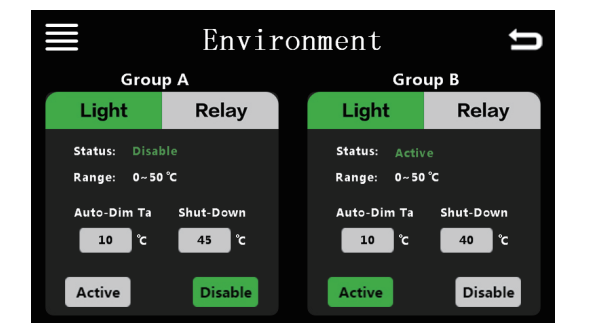 Environment
Group A
Light Relay
Status: Disable
Range: 0~50℃
Auto-Dim Ta Shut-Down
10 ℃ 45 ℃
Active Disable
Group B
Light Relay
Status: Active
Range: 0~50℃
Auto-Dim Ta Shut-Down
10 ℃ 40 ℃
Active Disable